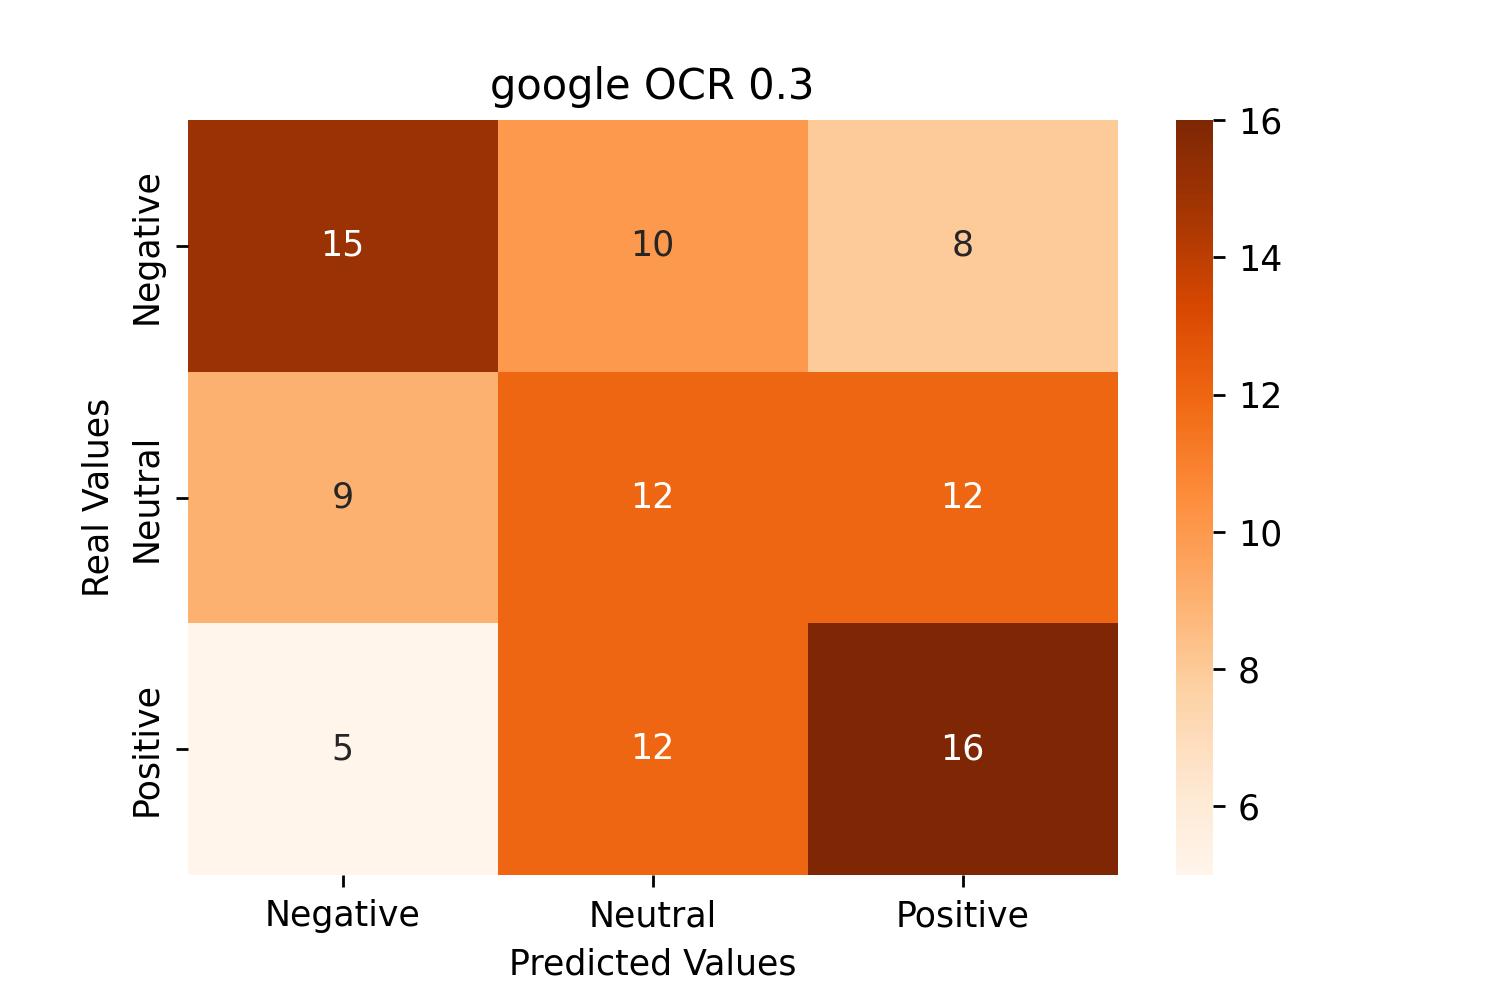 google OCR 0.3
Real Values
Negative
15 10 8
Neutral
9 12 12
Positive
5 12 16
Negative Neutral Positive
Predicted Values
16
14
12
10
8
6